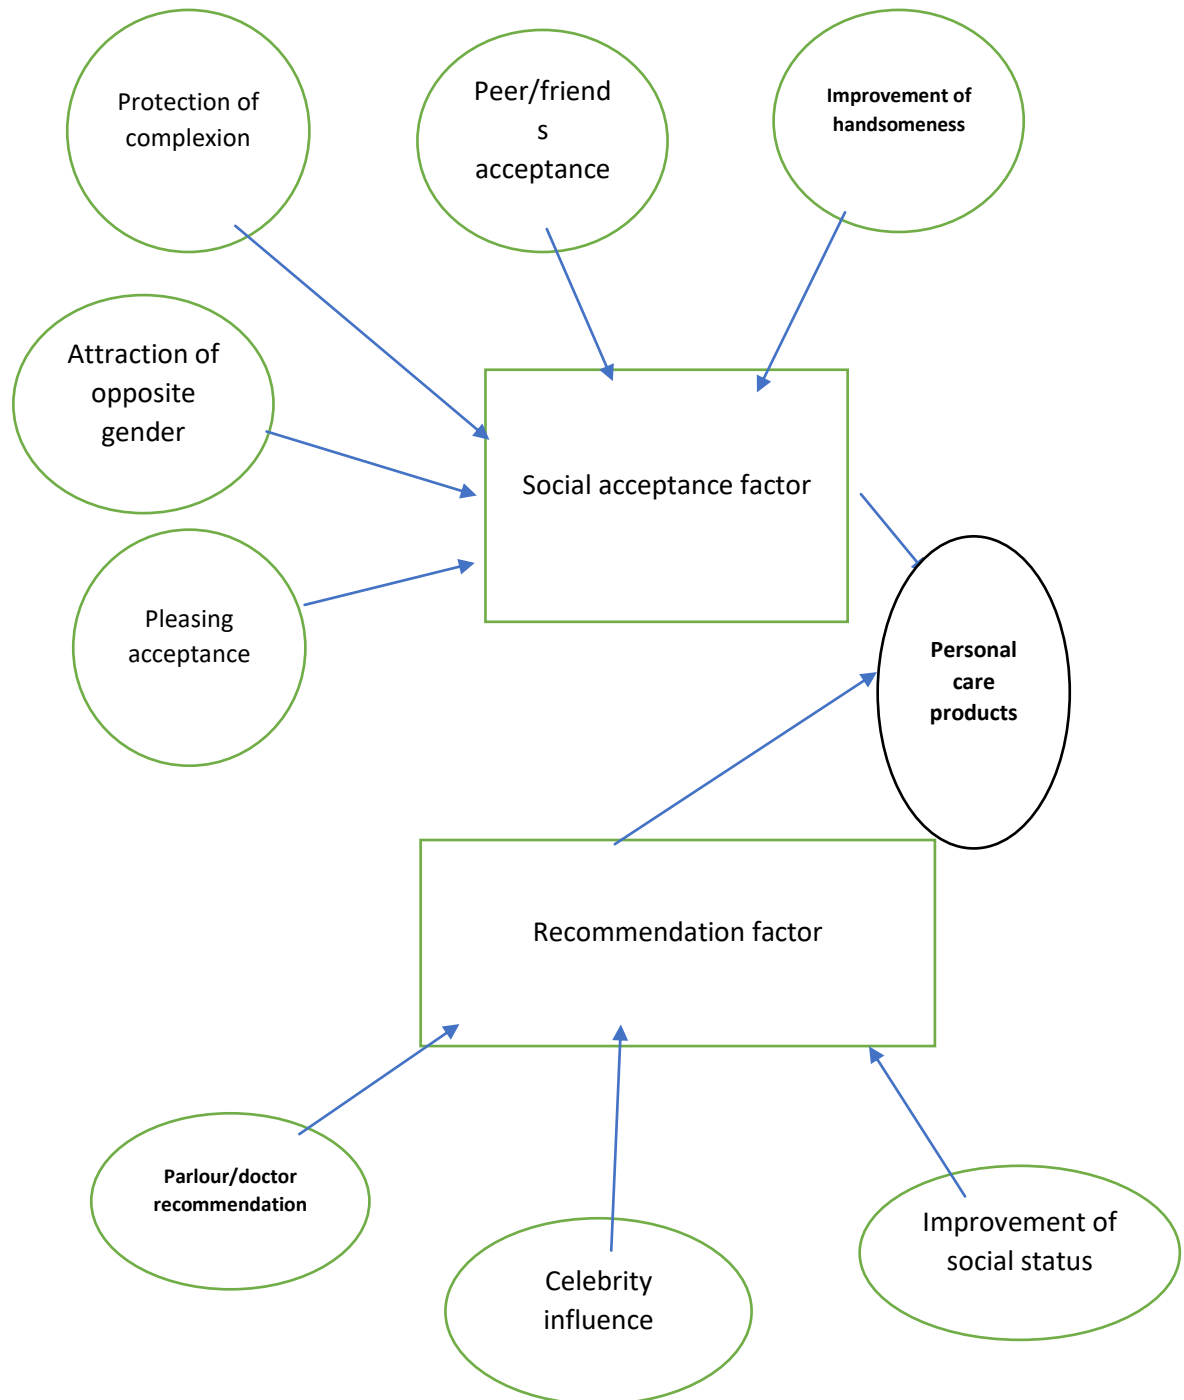 Protection of
complexion
Peer/friend
s
acceptance
Improvement of
handsomeness
Attraction of
opposite
gender
Social acceptance factor
Pleasing
acceptance
Personal
care
products
Recommendation factor
Parlour/doctor
recommendation
Celebrity
influence
Improvement of
social status